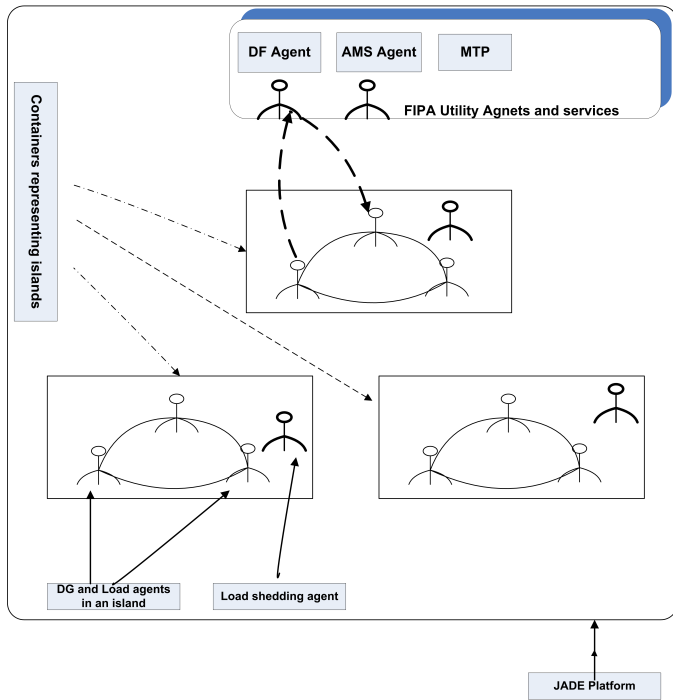 DF Agent
AMS Agent
MTP
FIPA Utility Agnets and services
Containers representing islands
DG and Load agents
in an island
Load shedding agent
JADE Platform